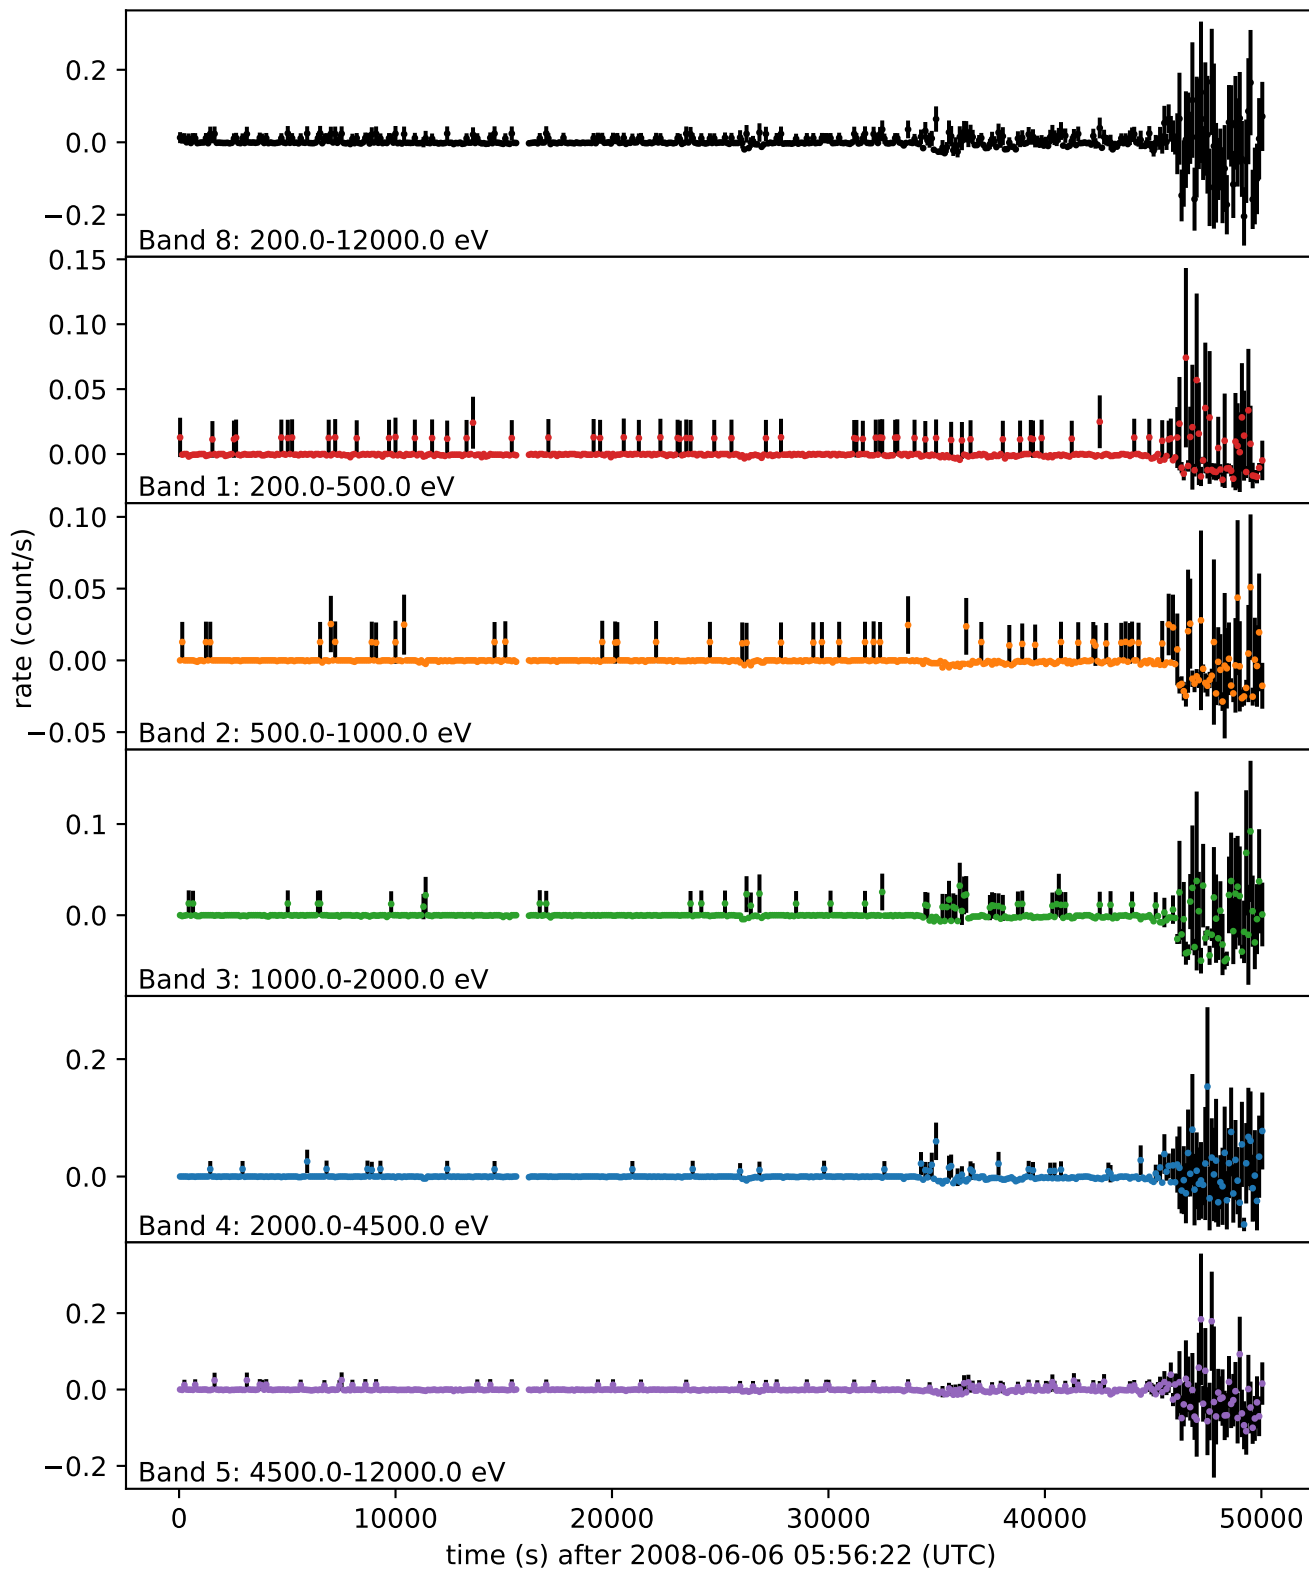 0.2
0.0
−0.2
Band 8: 200.0-12000.0 eV
0.15
0.10
0.05
0.00
Band 1: 200.0-500.0 eV
0.10
0.05
0.00
−0.05
Band 2: 500.0-1000.0 eV
rate (count/s)
0.1
0.0
Band 3: 1000.0-2000.0 eV
0.2
0.0
Band 4: 2000.0-4500.0 eV
0.2
0.0
−0.2
Band 5: 4500.0-12000.0 eV
0 10000 20000 30000 40000 50000
time (s) after 2008-06-06 05:56:22 (UTC)